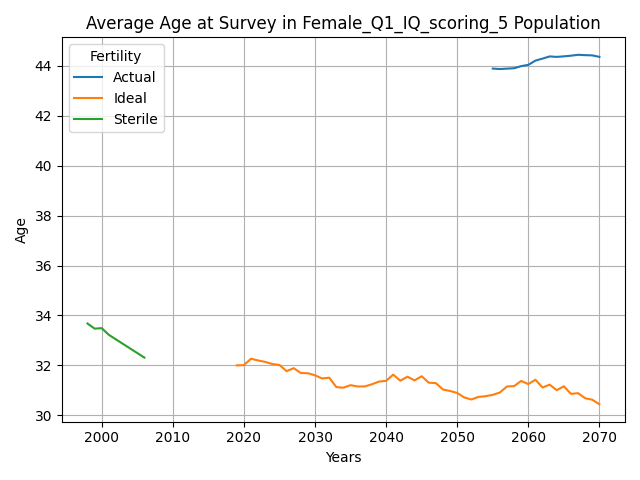 Average Age at Survey in Female_Q1_IQ_scoring_5 Population
Fertility
Actual
Ideal
Sterile
44
42
40
38
36
34
32
30
Age
2000
2010
2020
2030
2040
2050
2060
2070
Years